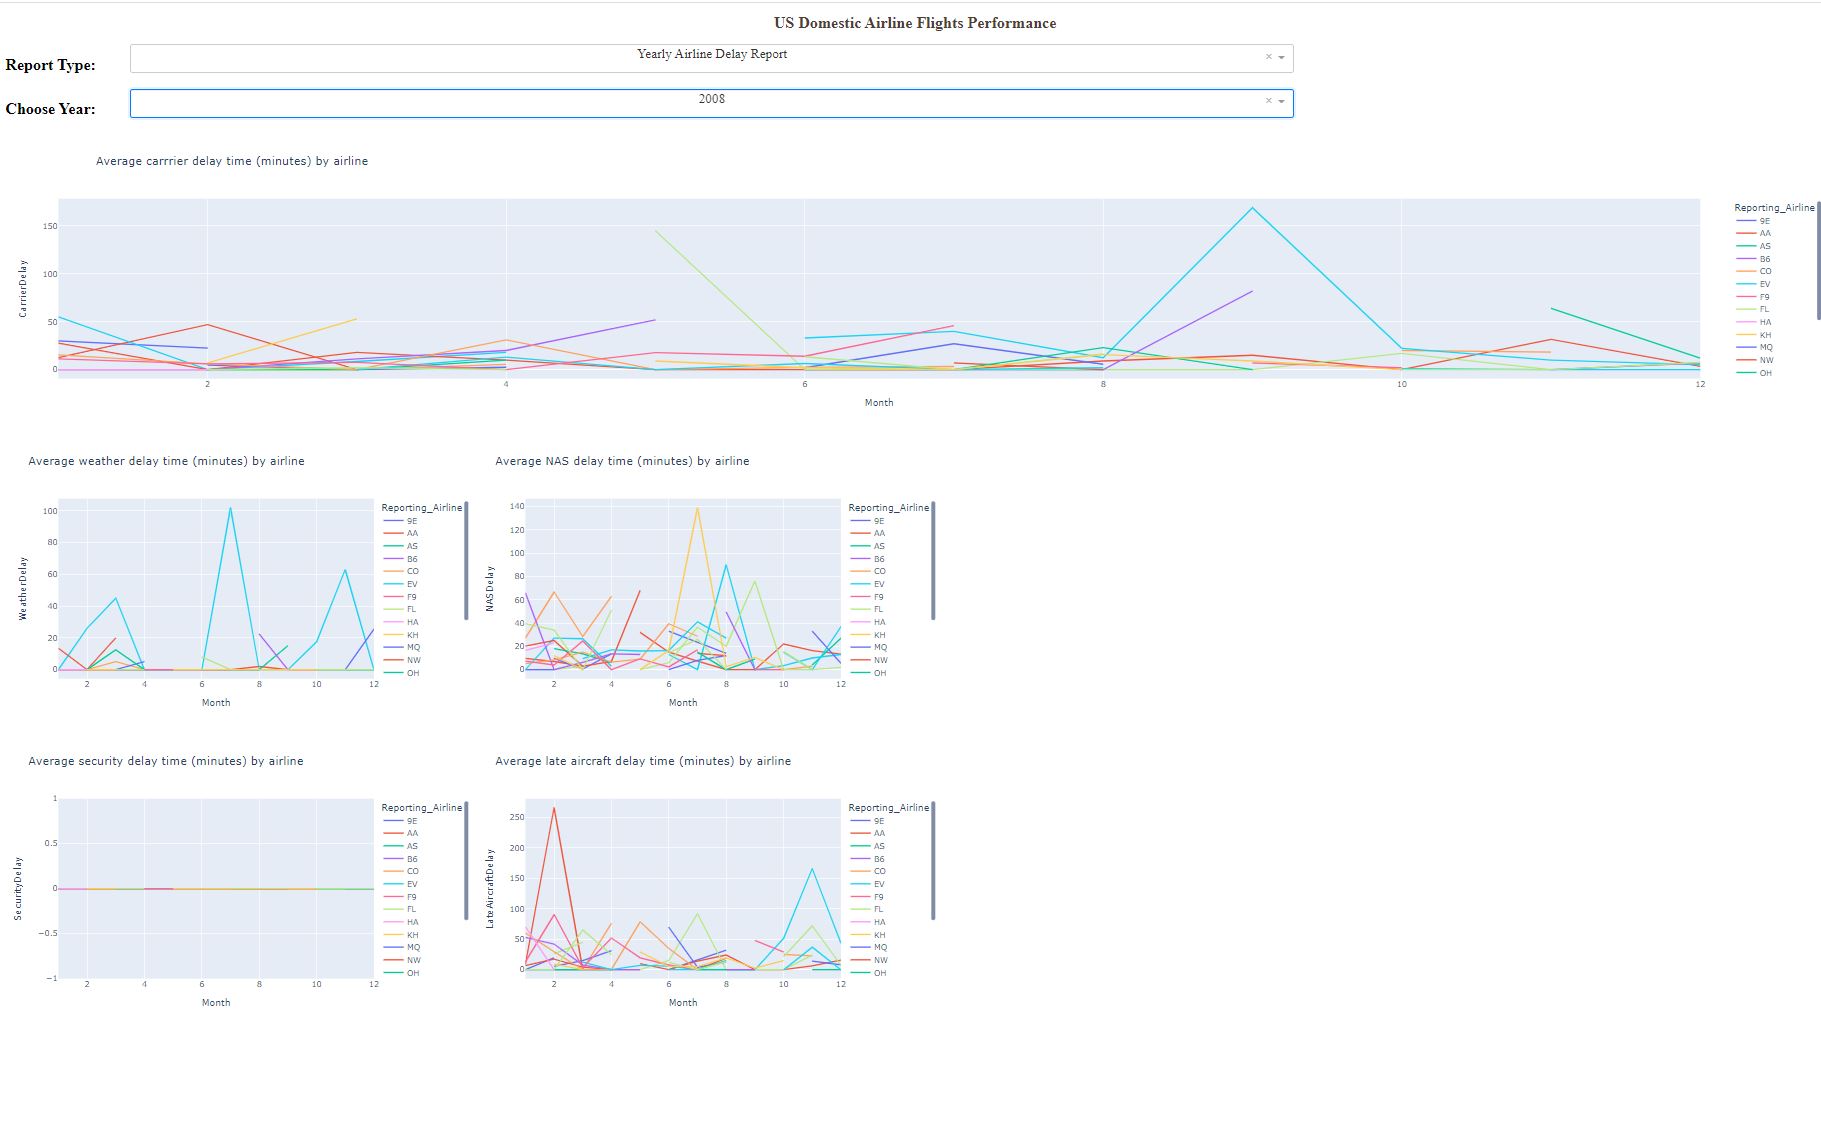 US Domestic Airline Flights Performance
Report Type:
Yearly Airline Delay Report
× 
Choose Year:
2008
× 
Average carrrier delay time (minutes) by airline
CarrierDelay
150
100
50
0
2
4
6
8
10
12
Month
Reporting_Airline
9E
AA
AS
B6
CO
EV
F9
FL
HA
KH
MQ
NW
OH
Average weather delay time (minutes) by airline
WeatherDelay
100
80
60
40
20
0
2
4
6
8
10
12
Month
Reporting_Airline
9E
AA
AS
B6
CO
EV
F9
FL
HA
KH
MQ
NW
OH
Average NAS delay time (minutes) by airline
NASDelay
140
120
100
80
60
40
20
0
2
4
6
8
10
12
Month
Reporting_Airline
9E
AA
AS
B6
CO
EV
F9
FL
HA
KH
MQ
NW
OH
Average security delay time (minutes) by airline
SecurityDelay
1
0.5
0
−0.5
−1
2
4
6
8
10
12
Month
Reporting_Airline
9E
AA
AS
B6
CO
EV
F9
FL
HA
KH
MQ
NW
OH
Average late aircraft delay time (minutes) by airline
LateAircraftDelay
250
200
150
100
50
0
2
4
6
8
10
12
Month
Reporting_Airline
9E
AA
AS
B6
CO
EV
F9
FL
HA
KH
MQ
NW
OH